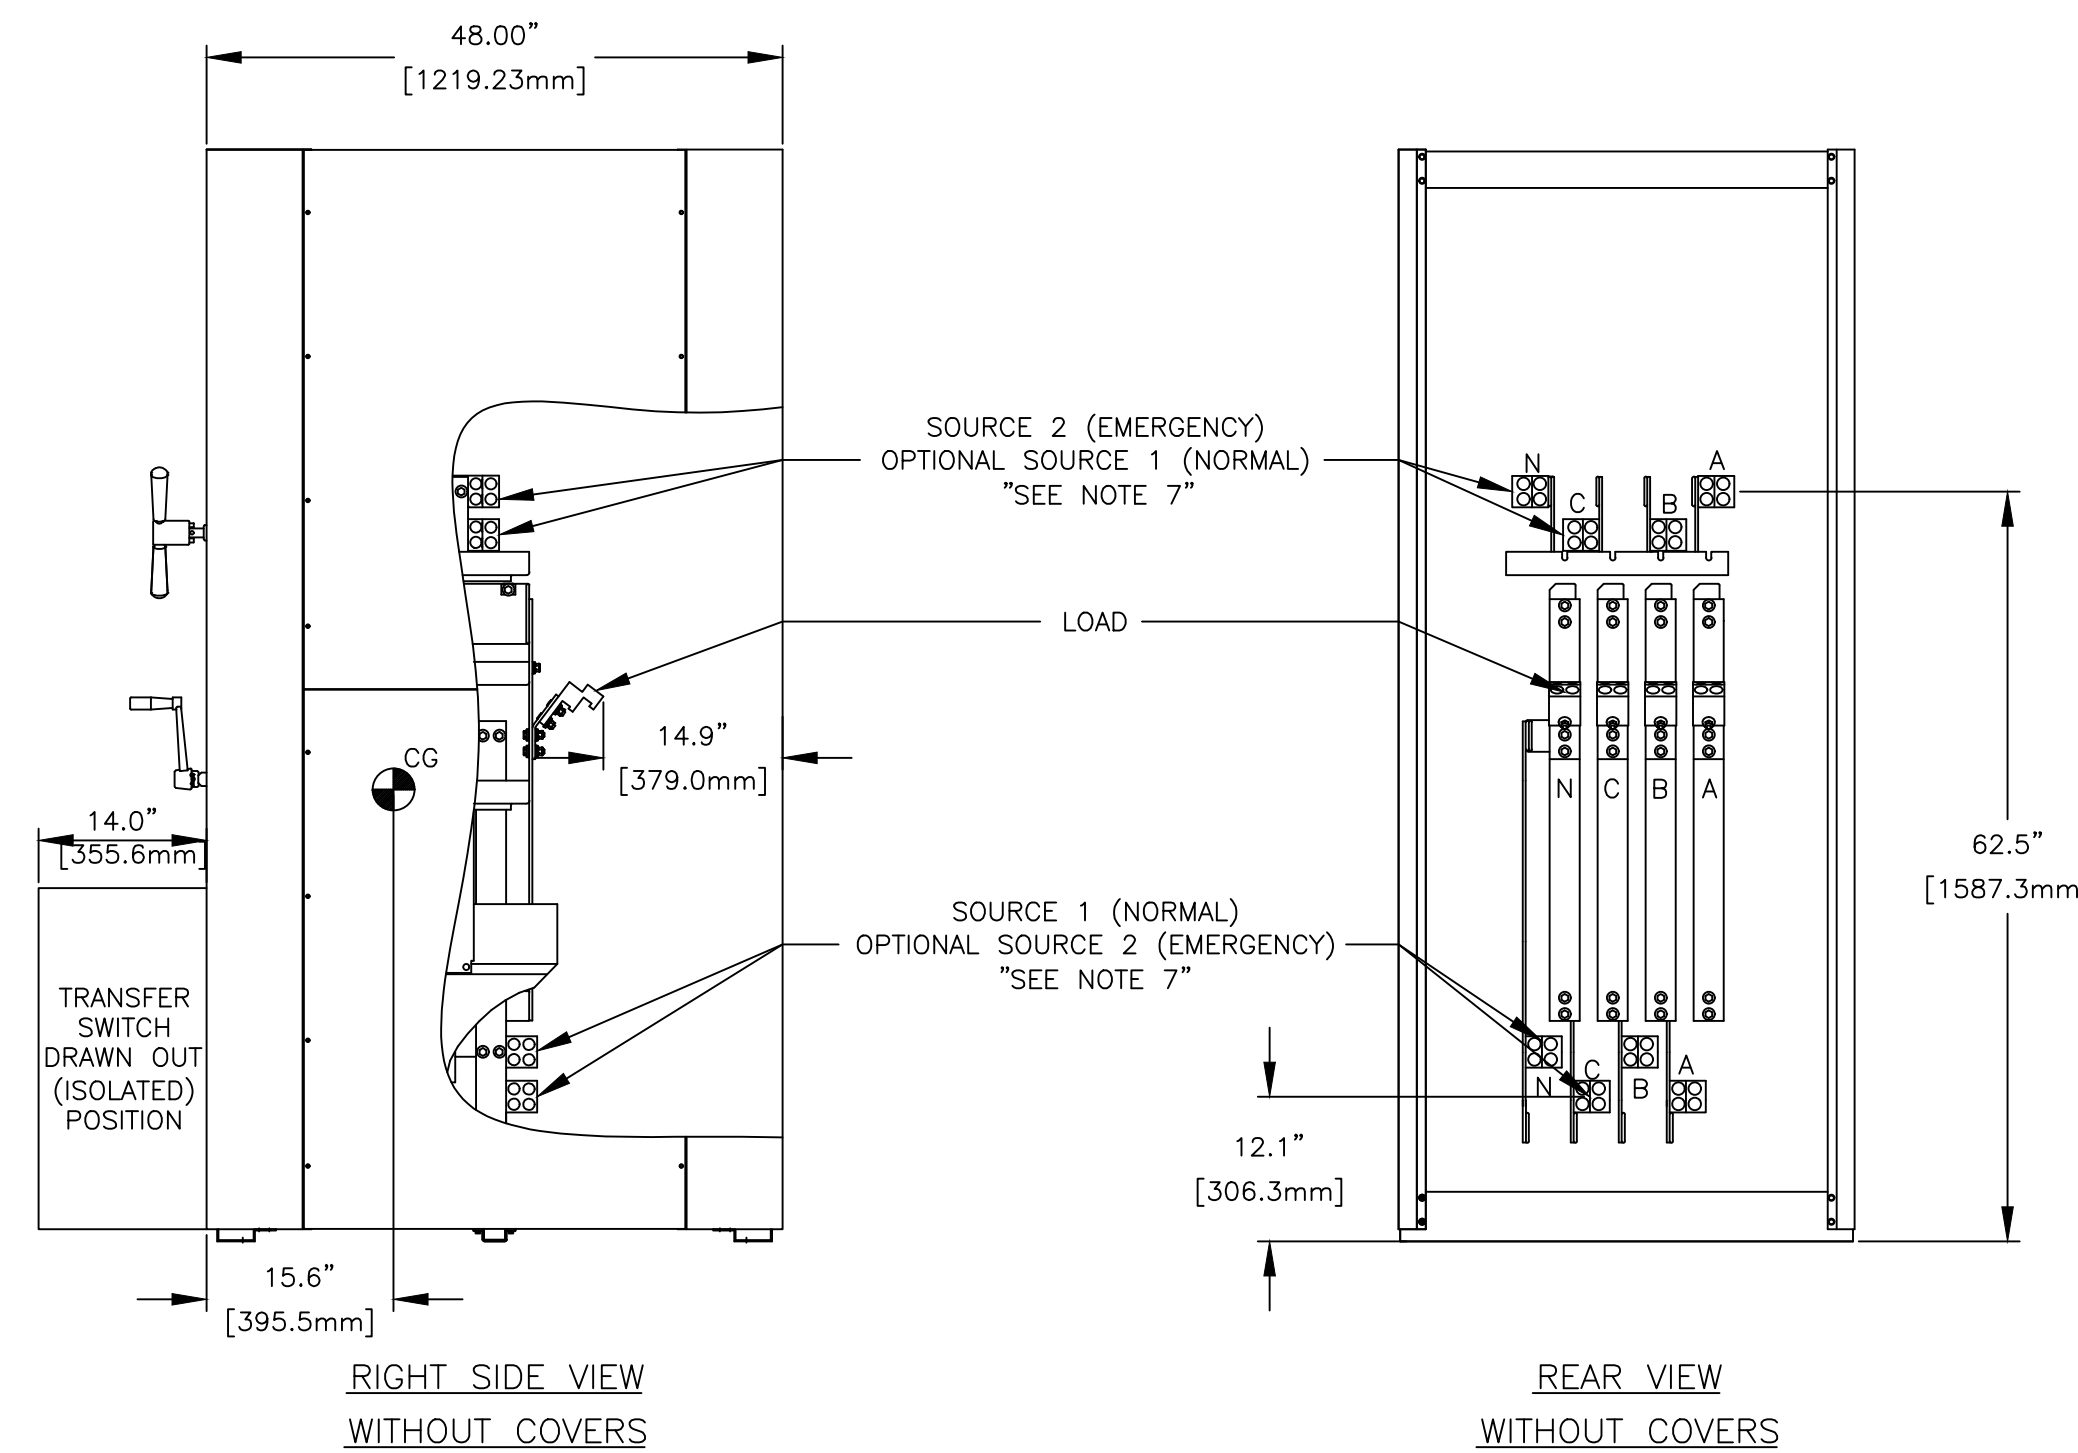 48.00"
[1219.23mm]
SOURCE 2 (EMERGENCY)
OPTIONAL SOURCE 1 (NORMAL)
"SEE NOTE 7"
N
A
C
B
LOAD
14.9"
[379.0mm]
CG
N
C
B
A
14.0"
[355.6mm]
62.5"
[1587.3mm
SOURCE 1 (NORMAL)
OPTIONAL SOURCE 2 (EMERGENCY)
"SEE NOTE 7"
TRANSFER
SWITCH
DRAWN OUT
(ISOLATED)
POSITION
N
C
B
A
12.1"
[306.3mm]
15.6"
[395.5mm]
RIGHT SIDE VIEW
WITHOUT COVERS
REAR VIEW
WITHOUT COVERS